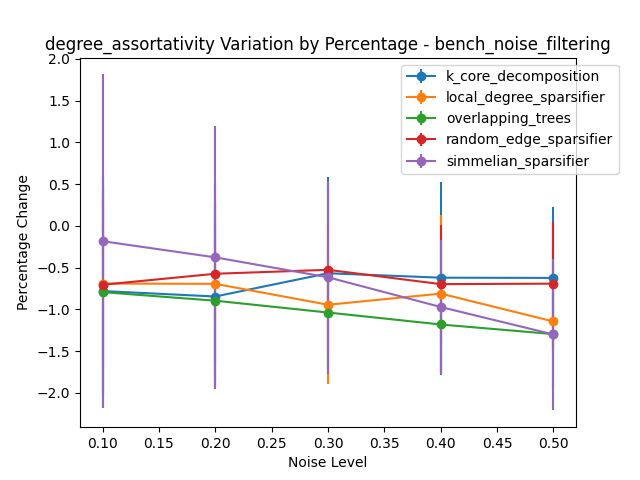 degree_assortativity Variation by Percentage - bench_noise_filtering
Percentage Change
2.0
1.5
1.0
0.5
0.0
−0.5
−1.0
−1.5
−2.0
k_core_decomposition
local_degree_sparsifier
overlapping_trees
random_edge_sparsifier
simmelian_sparsifier
0.10 0.15 0.20 0.25 0.30 0.35 0.40 0.45 0.50
Noise Level